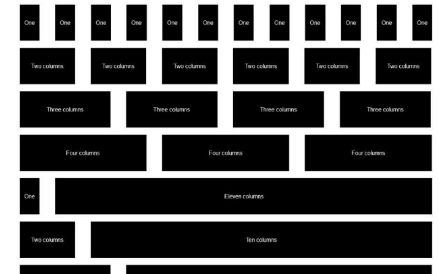 One One One One One One One One One One One One
Two columns Two columns Two columns Two columns Two columns Two columns
Three columns Three columns Three columns Three columns
Four columns Four columns Four columns
One Eleven columns
Two columns Ten columns